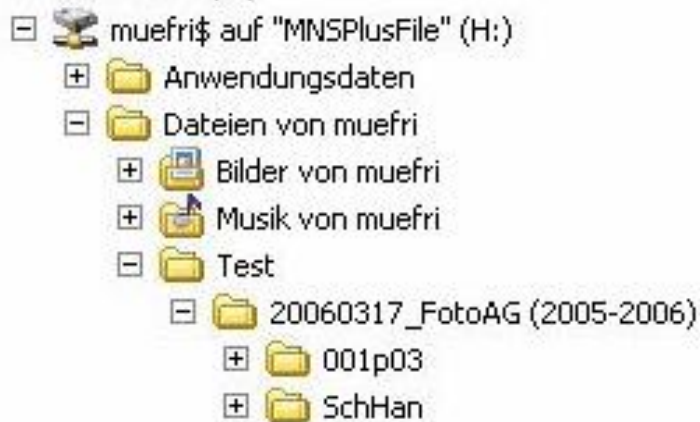 muefri$ auf "MNSPlusFile" (H:)
Anwendungsdaten
Dateien von muefri
Bilder von muefri
Musik von muefri
Test
20060317_FotoAG (2005-2006)
001p03
SchHan